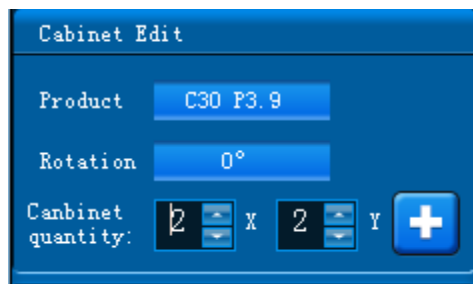 Cabinet Edit
Product C30 P3.9
Rotation 0°
Canbinet
quantity: 2 X 2 Y